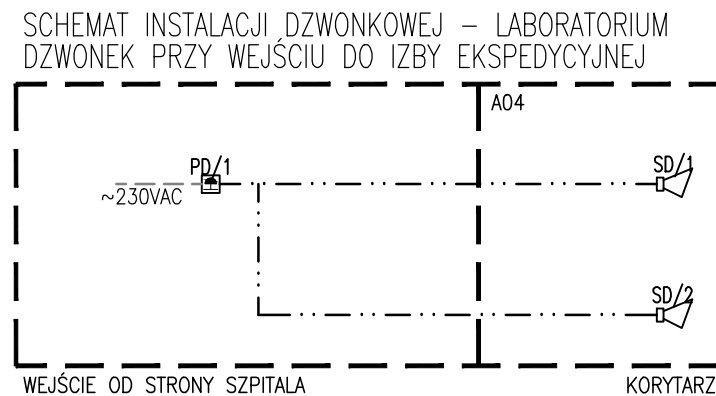 SCHEMAT INSTALACJI DZWONKOWEJ – LABORATORIUM
DZWONEK PRZY WEJŚCIU DO IZBY EKSPEDYCYJNEJ
A04
PD/1
SD/1
~230VAC
SD/2
WEJŚCIE OD STRONY SZPITALA
KORYTARZ